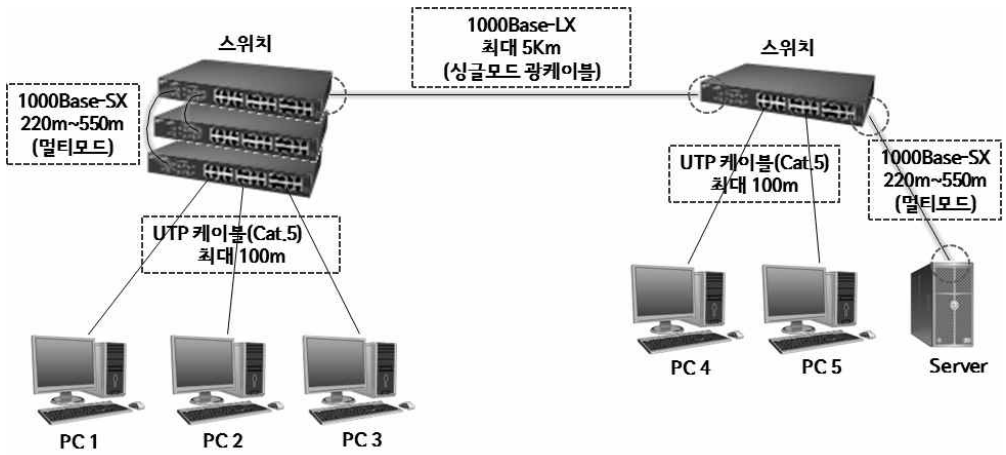 스위치
1000Base-LX
최대 5Km
(싱글모드 광케이블)
스위치
1000Base-SX
220m~550m
(멀티모드)
UTP 케이블(Cat.5)
최대 100m
1000Base-SX
220m~550m
(멀티모드)
UTP 케이블(Cat.5)
최대 100m
PC 4
PC 5
Server
PC 1
PC 2
PC 3